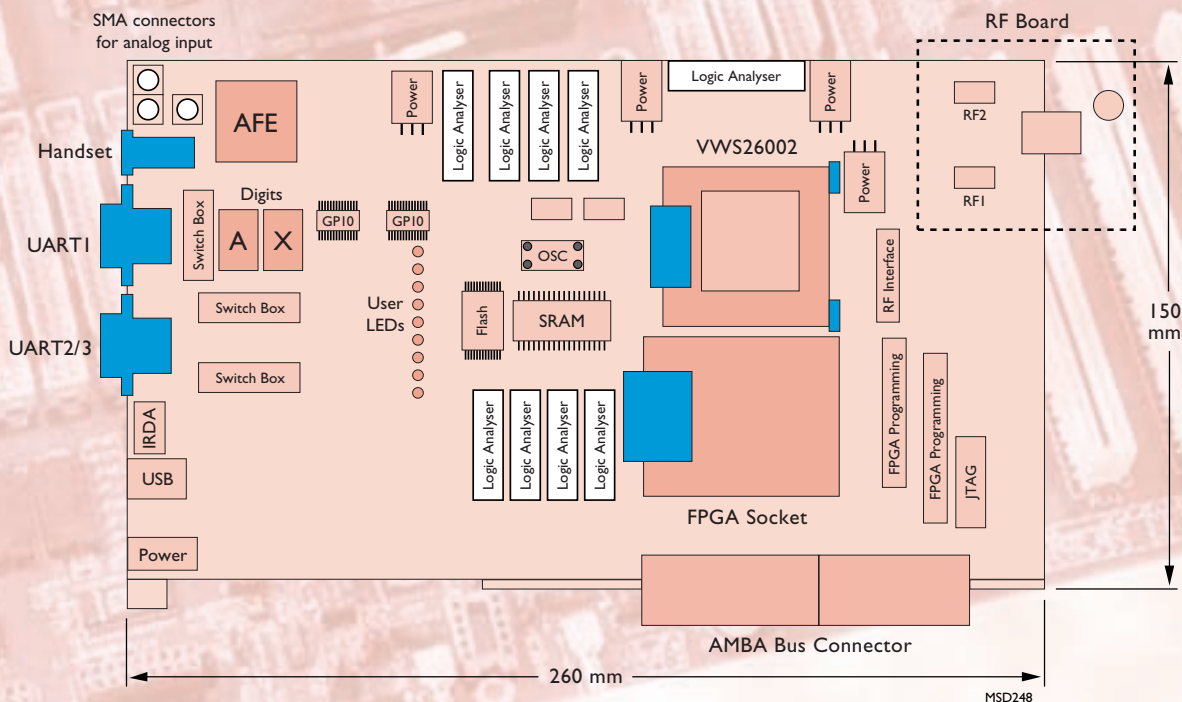 SMA connectors
for analog input
RF Board
AFE
Power
Logic Analyser
Logic Analyser
Logic Analyser
Logic Analyser
Power
Logic Analyser
Power
RF2
Handset
VWS26002
Power
RF1
Digits
Switch Box
A
X
GP10
GP10
UART1
OSC
RF Interface
Switch Box
User
LEDs
Flash
SRAM
150
mm
UART2/3
Switch Box
IRDA
Logic Analyser
Logic Analyser
Logic Analyser
Logic Analyser
FPGA Programming
FPGA Programming
JTAG
USB
FPGA Socket
Power
AMBA Bus Connector
260 mm
MSD248